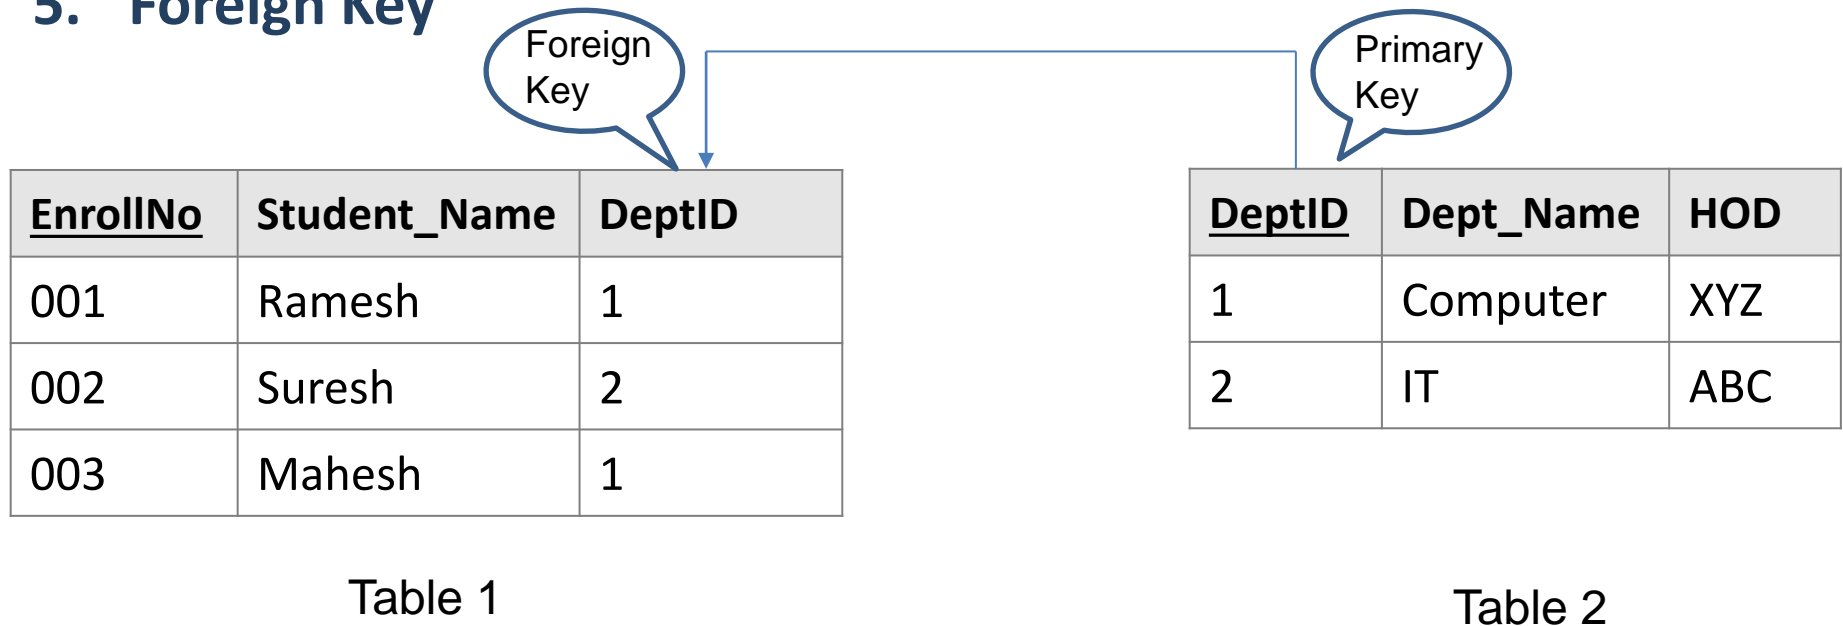 5. Foreign Key
Foreign
Key
Primary
Key
EnrollNo Student_Name DeptID
001 Ramesh 1
002 Suresh 2
003 Mahesh 1
Table 1
DeptID Dept_Name HOD
1 Computer XYZ
2 IT ABC
Table 2